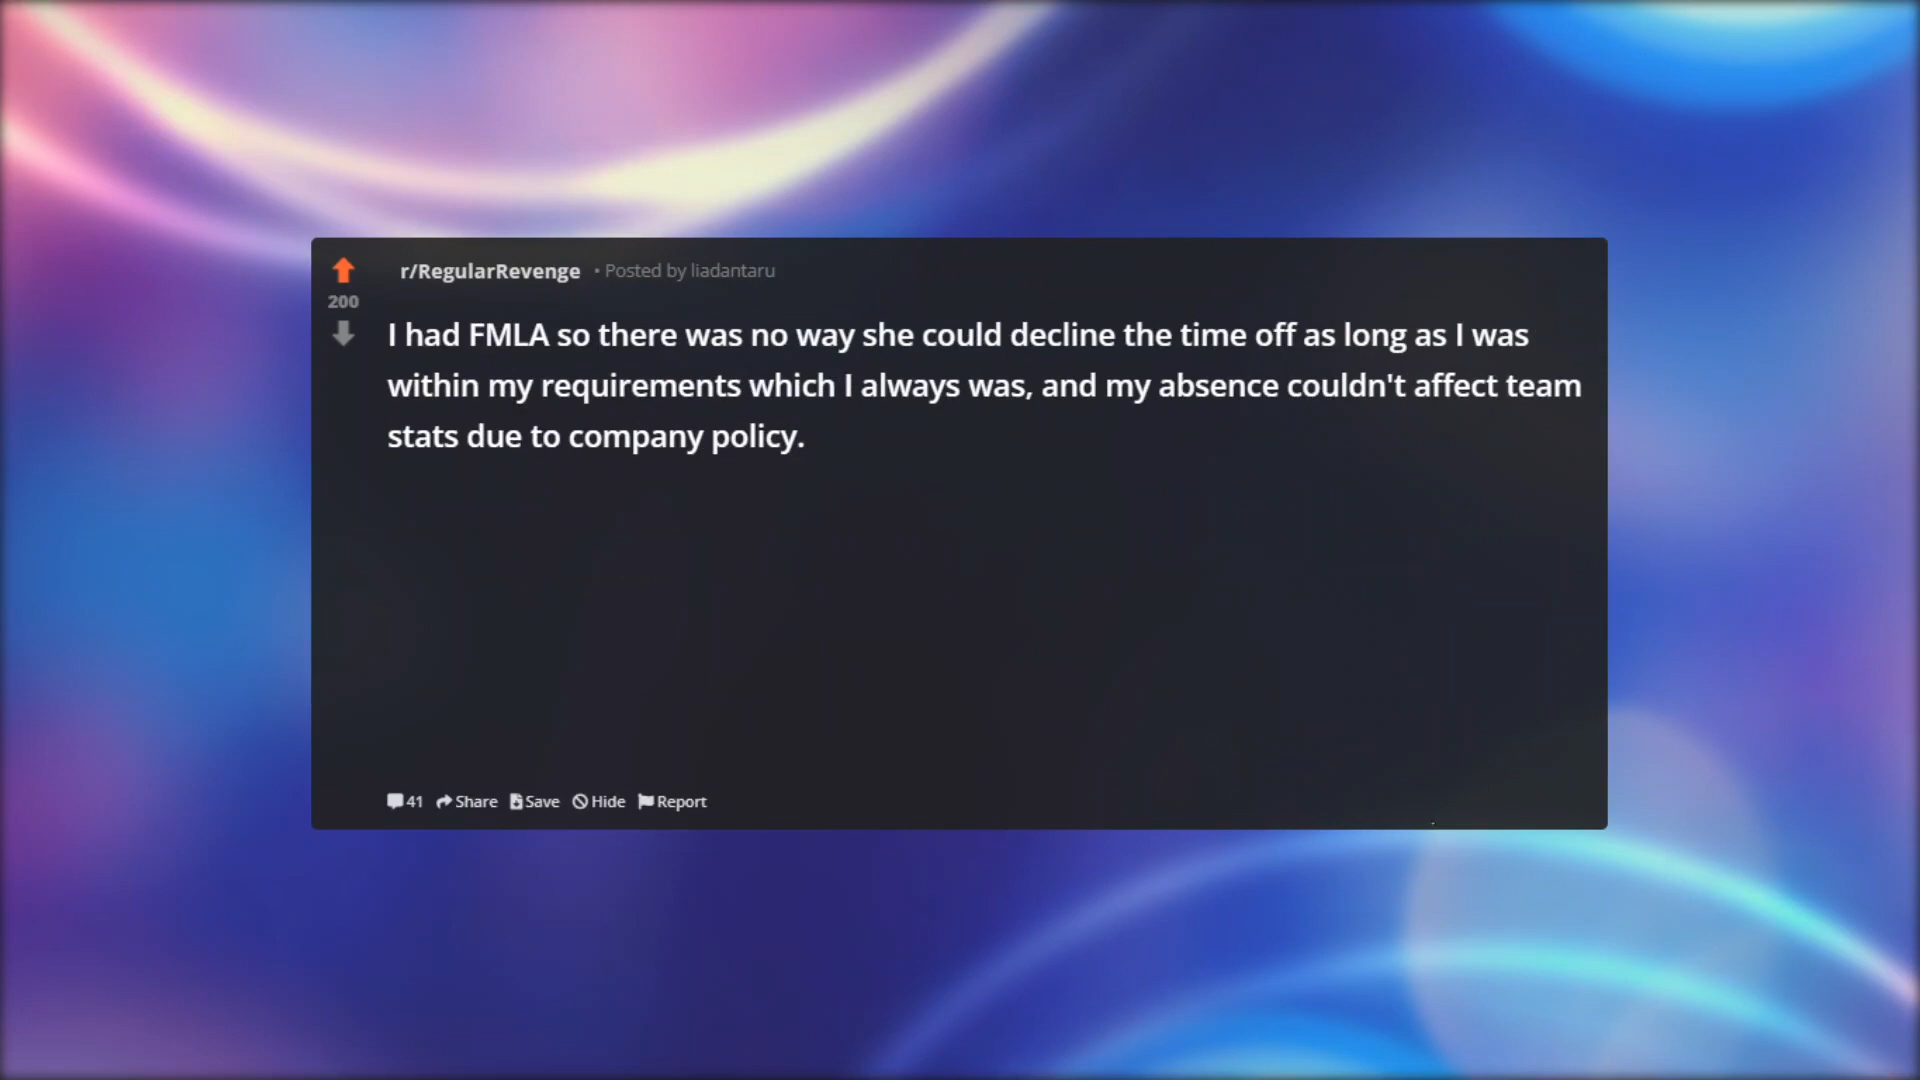 r/RegularRevenge • Posted by liadantaru
200
I had FMLA so there was no way she could decline the time off as long as I was
within my requirements which I always was, and my absence couldn't affect team
stats due to company policy.
41 Share Save Hide Report